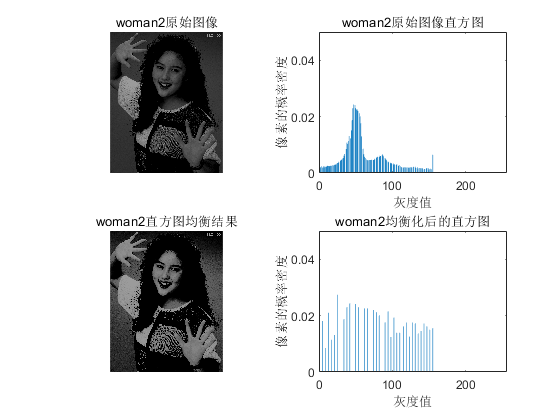 woman2原始图像
woman2原始图像直方图
像素的概率密度
0.04
0.02
0
0
100
200
灰度值
woman2直方图均衡结果
woman2均衡化后的直方图
像素的概率密度
0.04
0.02
0
0
100
200
灰度值